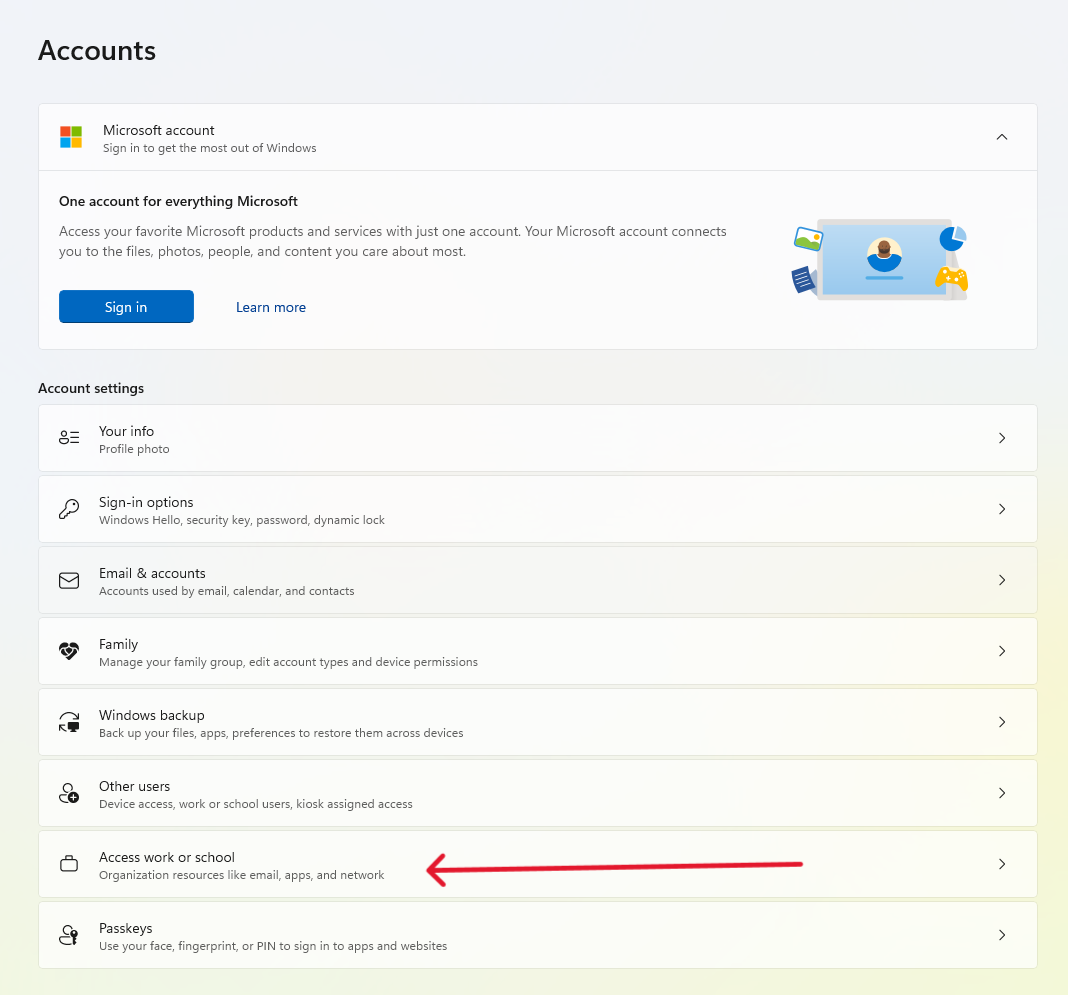 Accounts
Microsoft account
Sign in to get the most out of Windows
One account for everything Microsoft
Access your favorite Microsoft products and services with just one account. Your Microsoft account connects
you to the files, photos, people, and content you care about most.
Sign in
Learn more
Account settings
Your info
Profile photo
Sign-in options
Windows Hello, security key, password, dynamic lock
Email & accounts
Accounts used by email, calendar, and contacts
Family
Manage your family group, edit account types and device permissions
Windows backup
Back up your files, apps, preferences to restore them across devices
Other users
Device access, work or school users, kiosk assigned access
Access work or school
Organization resources like email, apps, and network
Passkeys
Use your face, fingerprint, or PIN to sign in to apps and websites